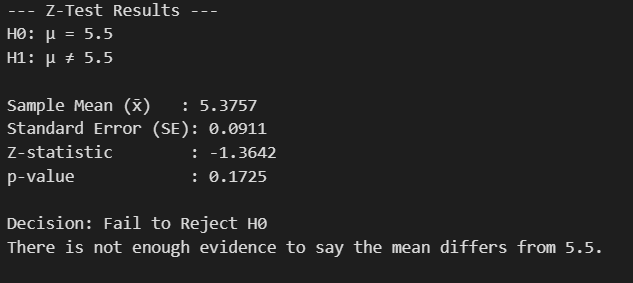 --- Z-Test Results ---
H0: μ = 5.5
H1: μ ≠ 5.5
Sample Mean (x̄)   : 5.3757
Standard Error (SE): 0.0911
Z-statistic        : -1.3642
p-value            : 0.1725
Decision: Fail to Reject H0
There is not enough evidence to say the mean differs from 5.5.